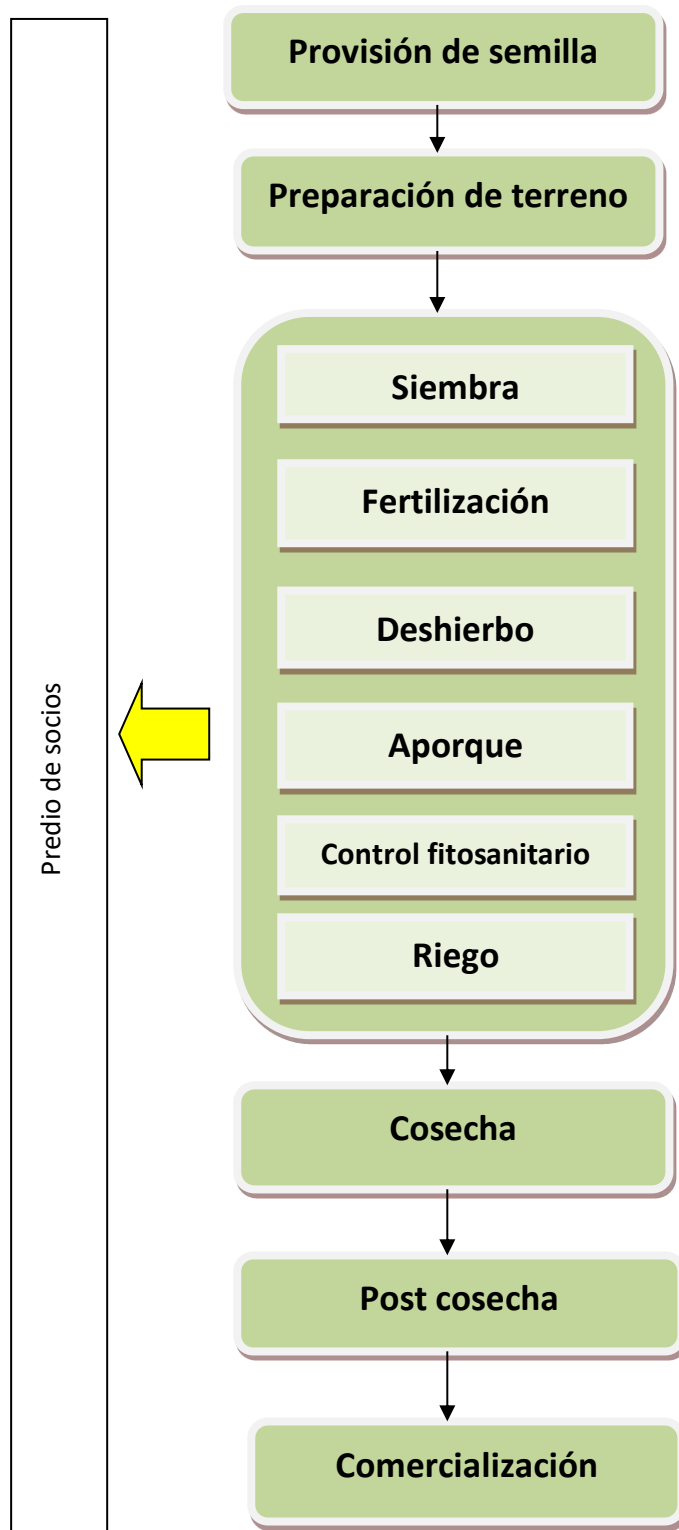 Provisión de semilla
Preparación de terreno
Siembra
Fertilización
Deshierbo
Aporque
Control fitosanitario
Riego
Predio de socios
Cosecha
Post cosecha
Comercialización